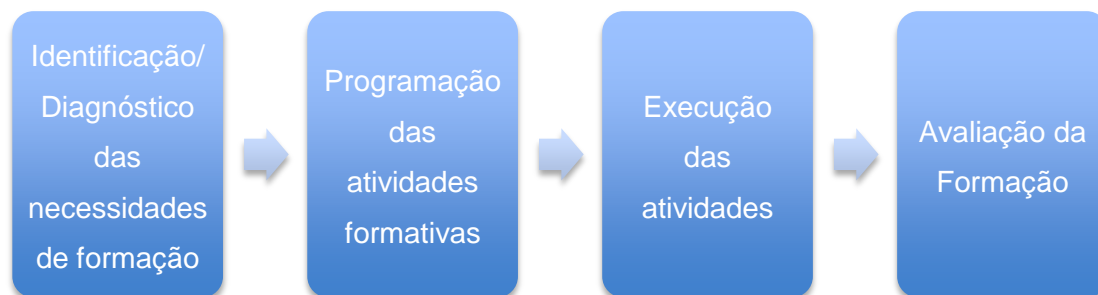 Identificação/
Diagnóstico
das
necessidades
de formação
Programação
das
atividades
formativas
Execução
das
atividades
Avaliação da
Formação